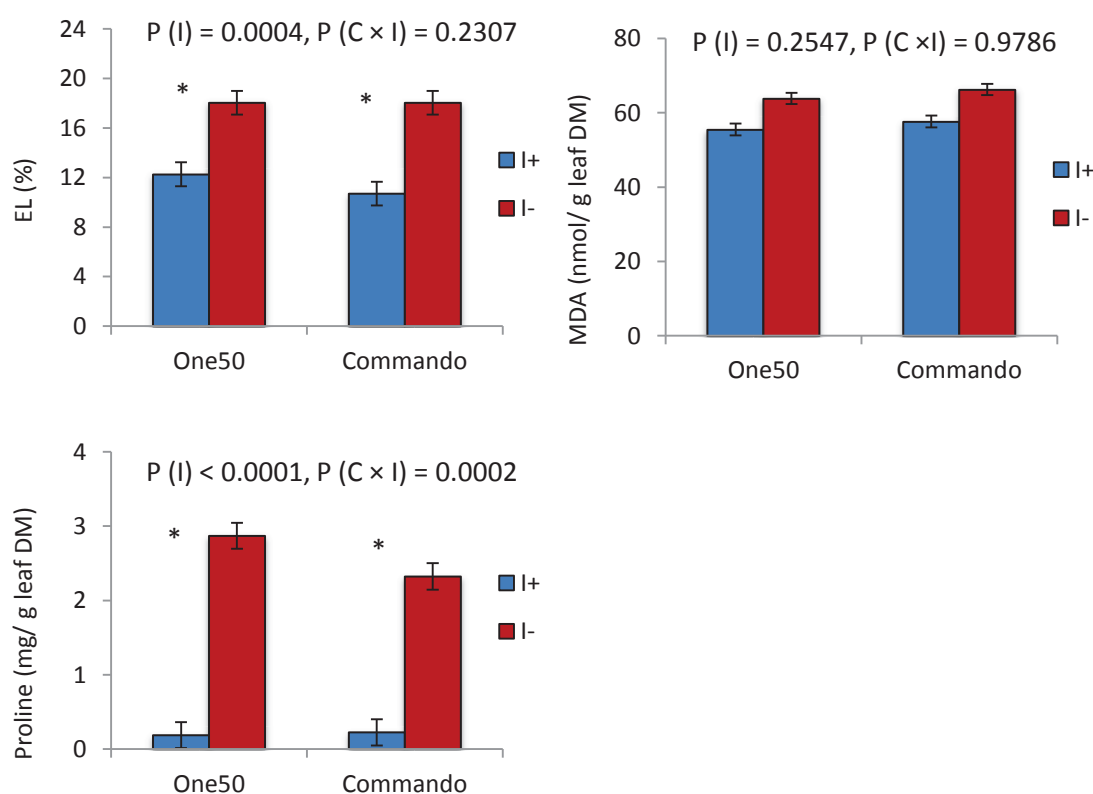 P (I) = 0.0004, P (C × I) = 0.2307
EL (%)
24
20
16
12
8
4
0
*
*
One50
Commando
I+
I-
P (I) = 0.2547, P (C ×I) = 0.9786
MDA (nmol/ g leaf DM)
80
60
40
20
0
One50
Commando
I+
I-
P (I) < 0.0001, P (C × I) = 0.0002
Proline (mg/ g leaf DM)
4
3
2
1
0
*
*
One50
Commando
I+
I-